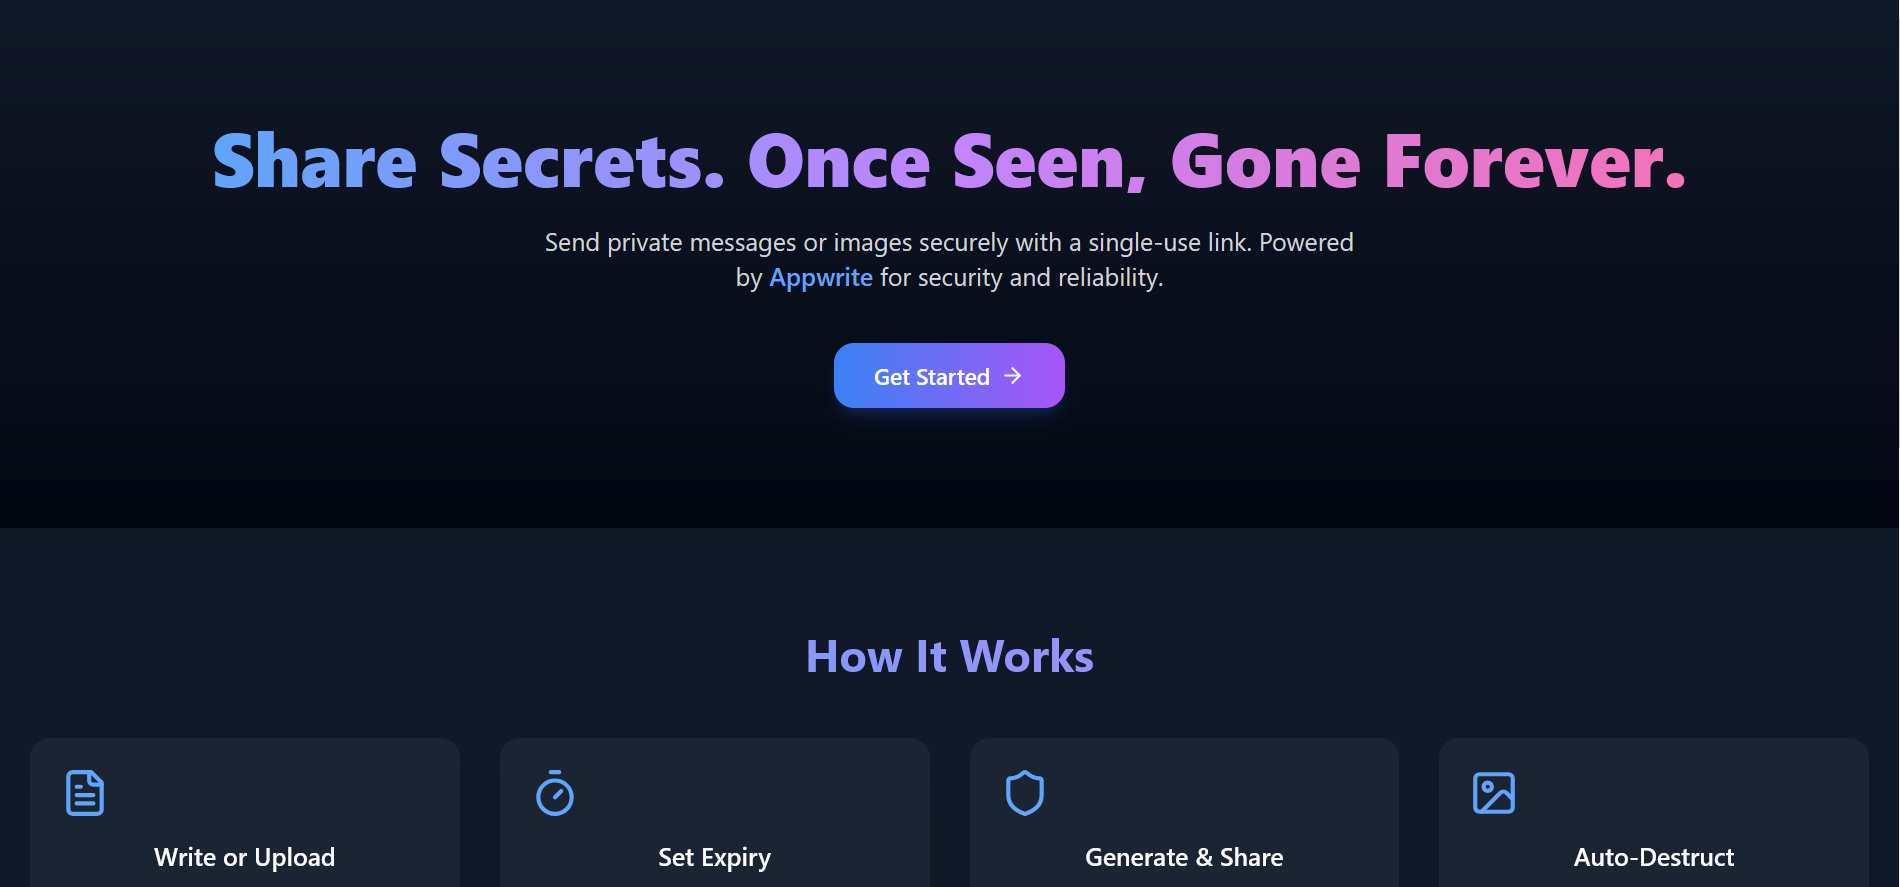 Share Secrets. Once Seen, Gone Forever.
Send private messages or images securely with a single-use link. Powered
by Appwrite for security and reliability.
Get Started
How It Works
Write or Upload
Set Expiry
Generate & Share
Auto-Destruct